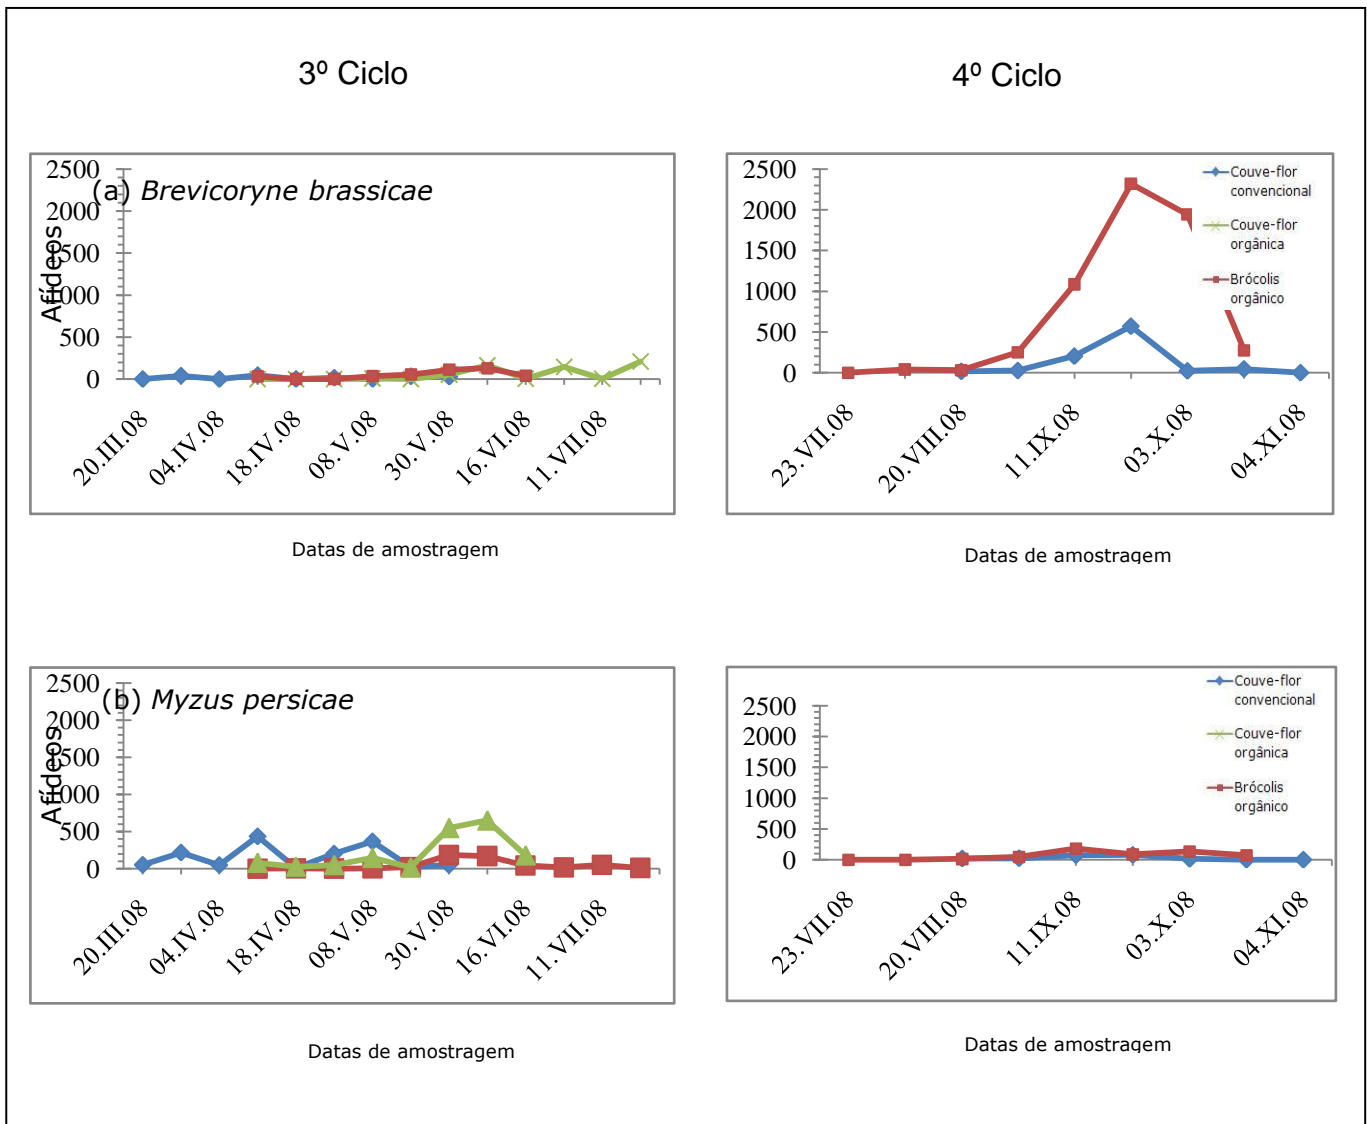 3º Ciclo
4º Ciclo
(a) Brevicoryne brassicae
Afídeos
2500
2000
1500
1000
500
0
20.III.08
04.IV.08
18.IV.08
08.V.08
30.V.08
16.VI.08
11.VII.08
Datas de amostragem
2500
2000
1500
1000
500
0
23.VII.08
20.VIII.08
11.IX.08
03.X.08
04.XI.08
Couve-flor
convencional
Couve-flor
orgânica
Brócolis
orgânico
Datas de amostragem
(b) Myzus persicae
Afídeos
2500
2000
1500
1000
500
0
20.III.08
04.IV.08
18.IV.08
08.V.08
30.V.08
16.VI.08
11.VII.08
Datas de amostragem
2500
2000
1500
1000
500
0
23.VII.08
20.VIII.08
11.IX.08
03.X.08
04.XI.08
Couve-flor
convencional
Couve-flor
orgânica
Brócolis
orgânico
Datas de amostragem